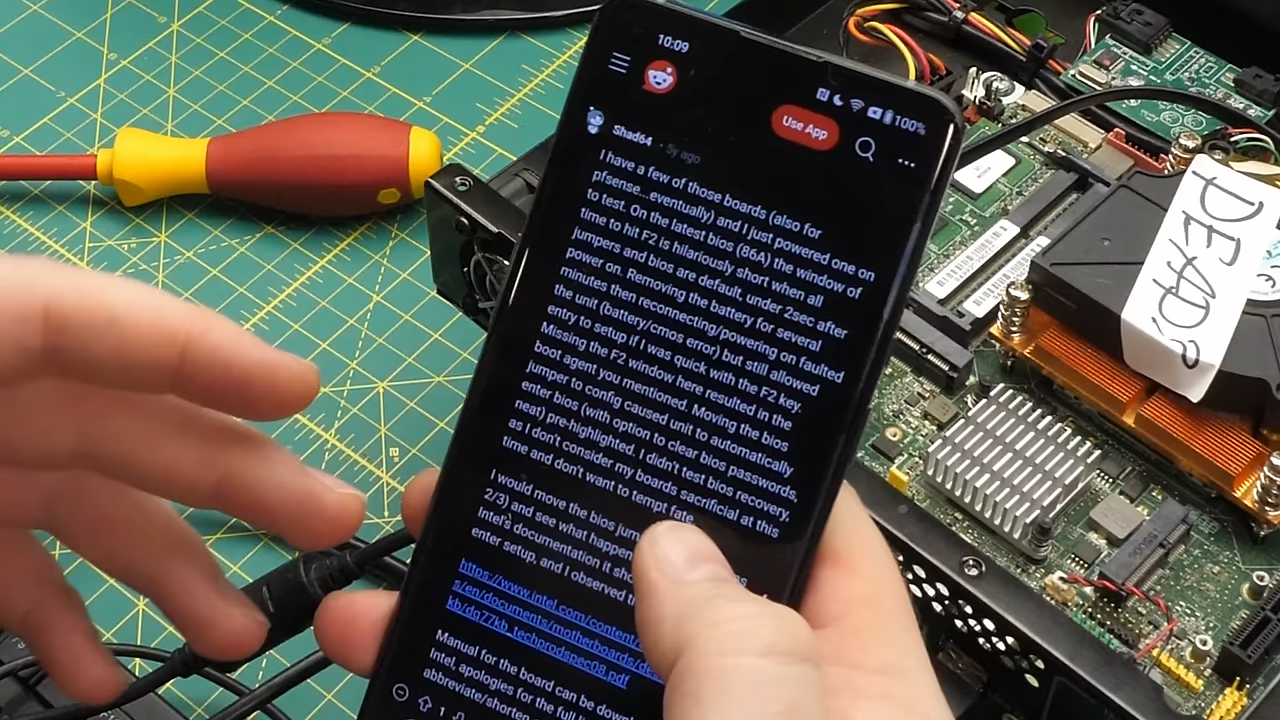 10:09
100%
Use App
Shad64 · 5y ago
I have a few of those boards (also for
pfsense...eventually) and I just powered one on
to test. On the latest bios (86A) the window of
time to hit F2 is hilariously short when all
jumpers and bios are default, under 2sec after
power on. Removing the battery for several
minutes then reconnecting/powering on faulted
the unit (battery/cmos error) but still allowed
entry to setup if I was quick with the F2 key.
Missing the F2 window here resulted in the
boot agent you mentioned. Moving the bios
jumper to config caused unit to automatically
enter bios (with option to clear bios passwords,
neat) pre-highlighted. I didn't test bios recovery,
as I don't consider my boards sacrificial at this
time and don't want to tempt fate.
I would move the bios
2/3) and see what
Intel's documentation it
enter setup, and I observed
https://www.intel.com/content/
s/en/documents/motherboards/
kb/dq77kb_techprodspec08.pdf
Manual for the board can be
Intel, apologies for the full
abbreviate/shorten
1
DEAD?